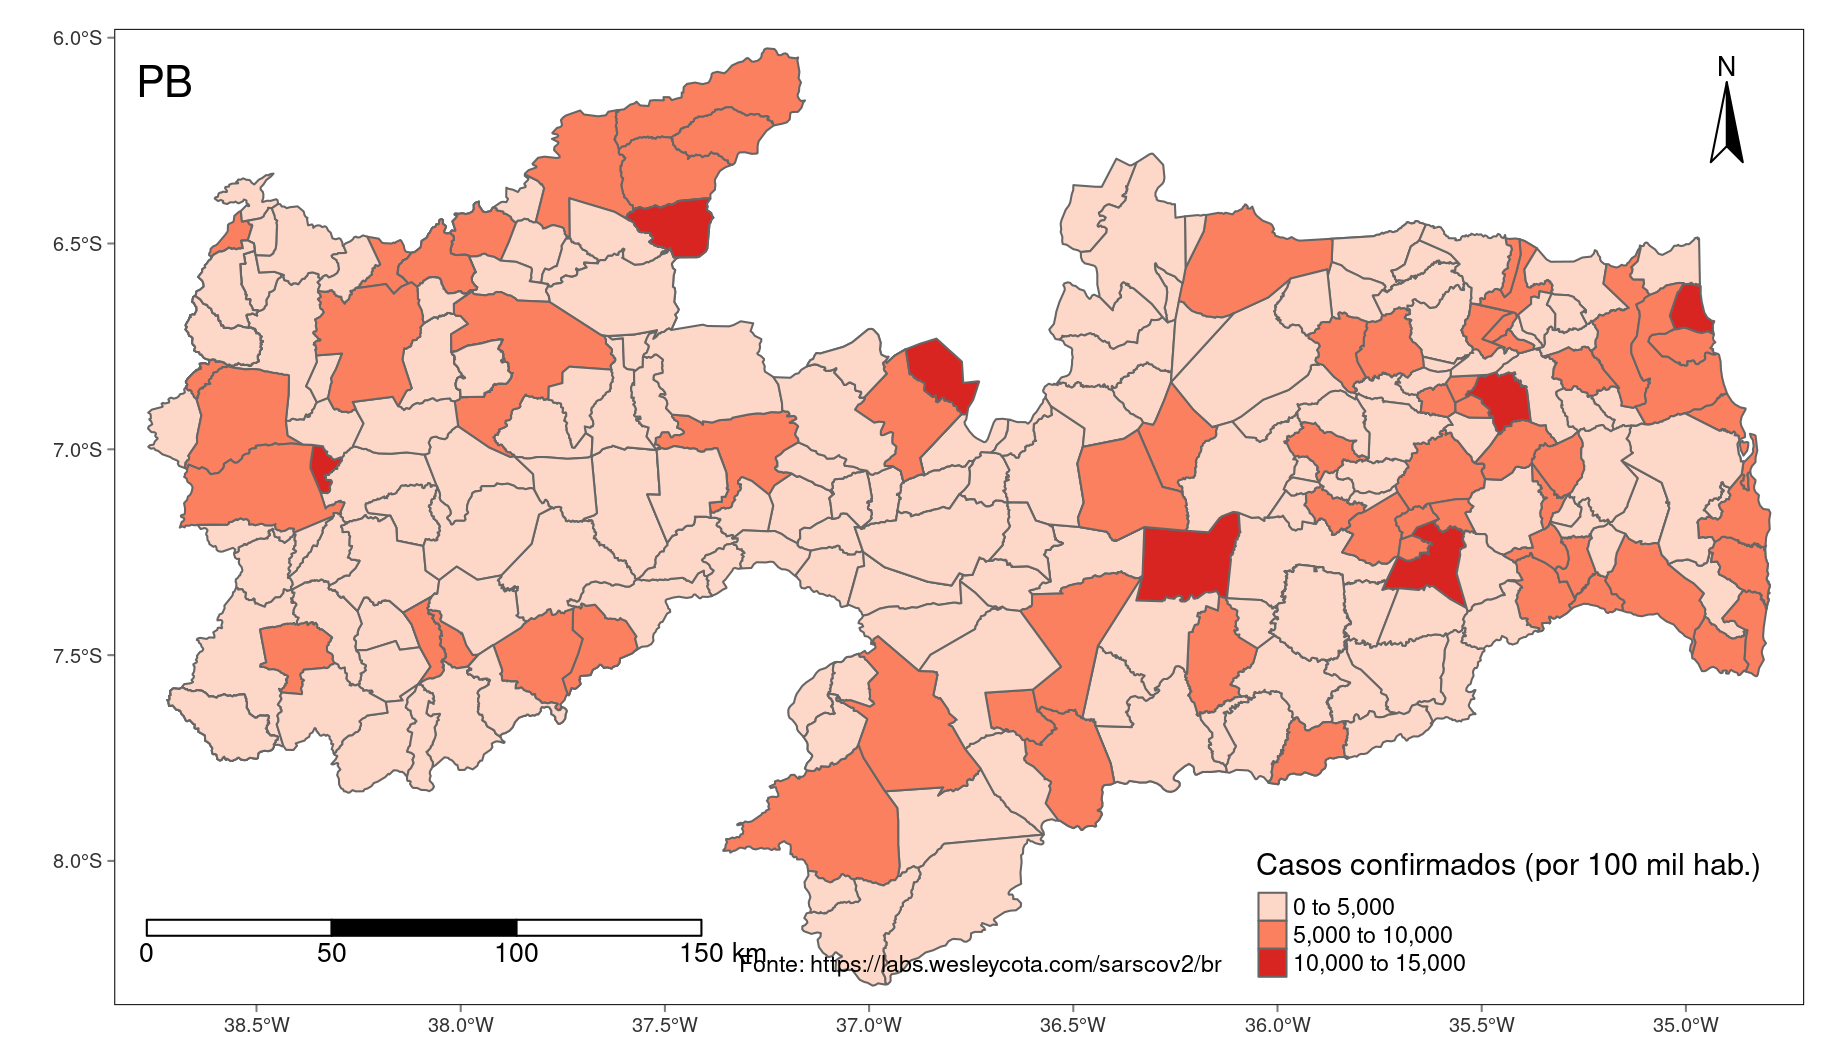 6.0°S
PB
N
6.5°S
7.0°S
7.5°S
8.0°S
Casos confirmados (por 100 mil hab.)
0 to 5,000
5,000 to 10,000
10,000 to 15,000
0 50 100 150 km
Fonte: https://labs.wesleycota.com/sarscov2/br
38.5°W 38.0°W 37.5°W 37.0°W 36.5°W 36.0°W 35.5°W 35.0°W